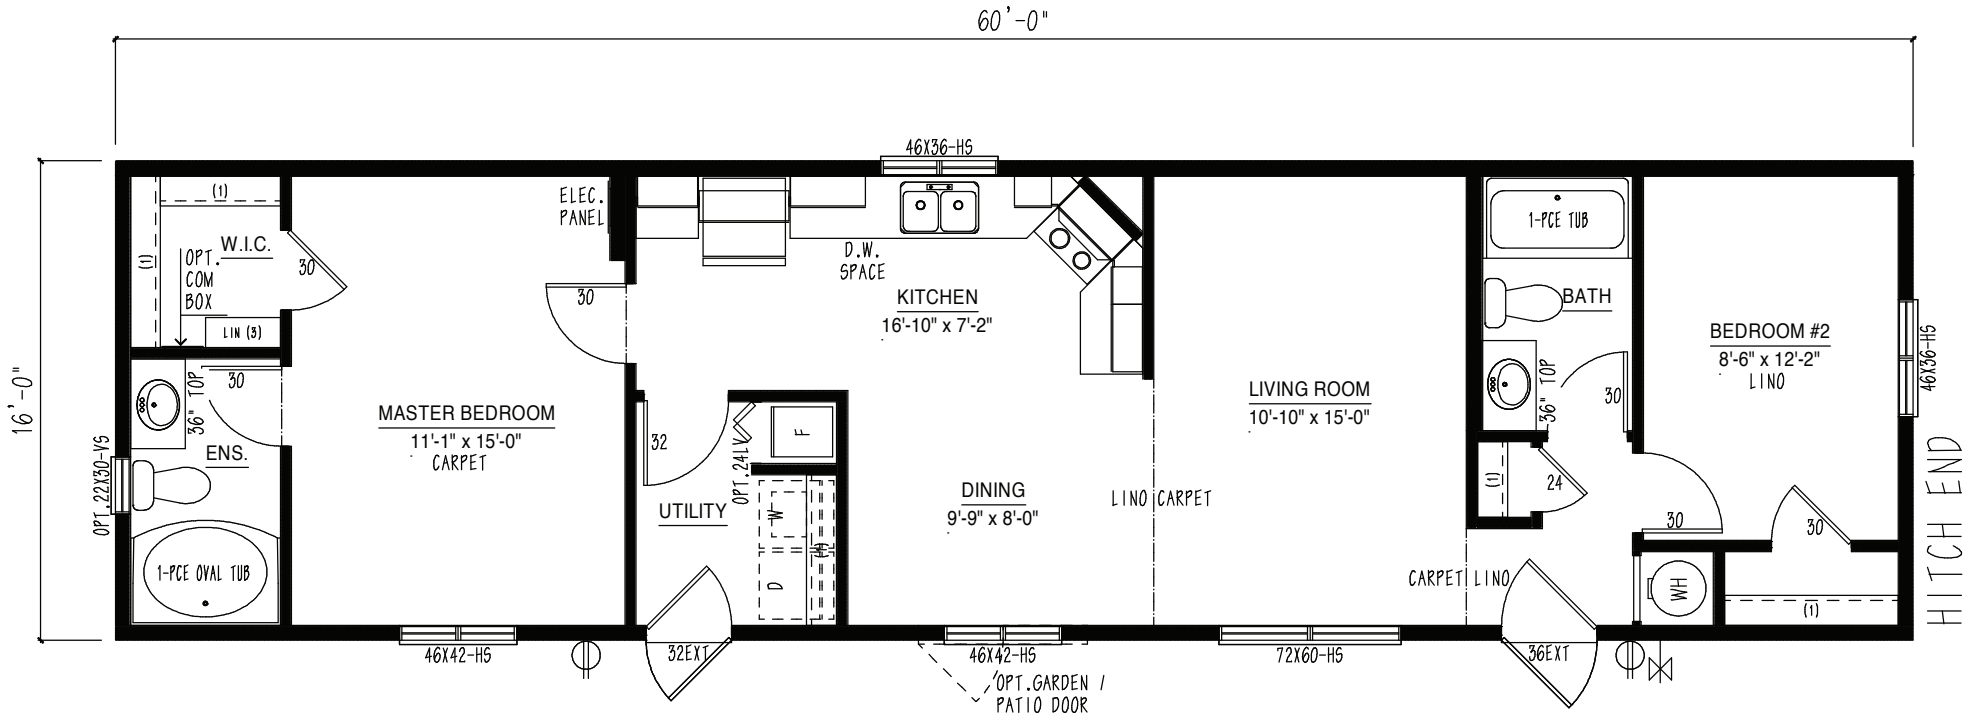 60'-0"
16'-0"
46X36-HS
(1)
W.I.C.
(1)
OPT.
COM
BOX
30
LIN (3)
ELEC.
PANEL
30
D.W.
SPACE
KITCHEN
16'-10" x 7'-2"
1-PCE TUB
BATH
BEDROOM #2
8'-6" x 12'-2"
LINO
46X36-HS
30
36" TOP
ENS.
OPT.22X30-VS
1-PCE OVAL TUB
MASTER BEDROOM
11'-1" x 15'-0"
CARPET
32
OPT.24LV
F
UTILITY
W
D
(1)
DINING
9'-9" x 8'-0"
LINO CARPET
LIVING ROOM
10'-10" x 15'-0"
36" TOP
30
(1)
24
30
30
CARPET LINO
WH
(1)
HITCH END
46X42-HS
32EXT
46X42-HS
72X60-HS
36EXT
OPT.GARDEN /
PATIO DOOR